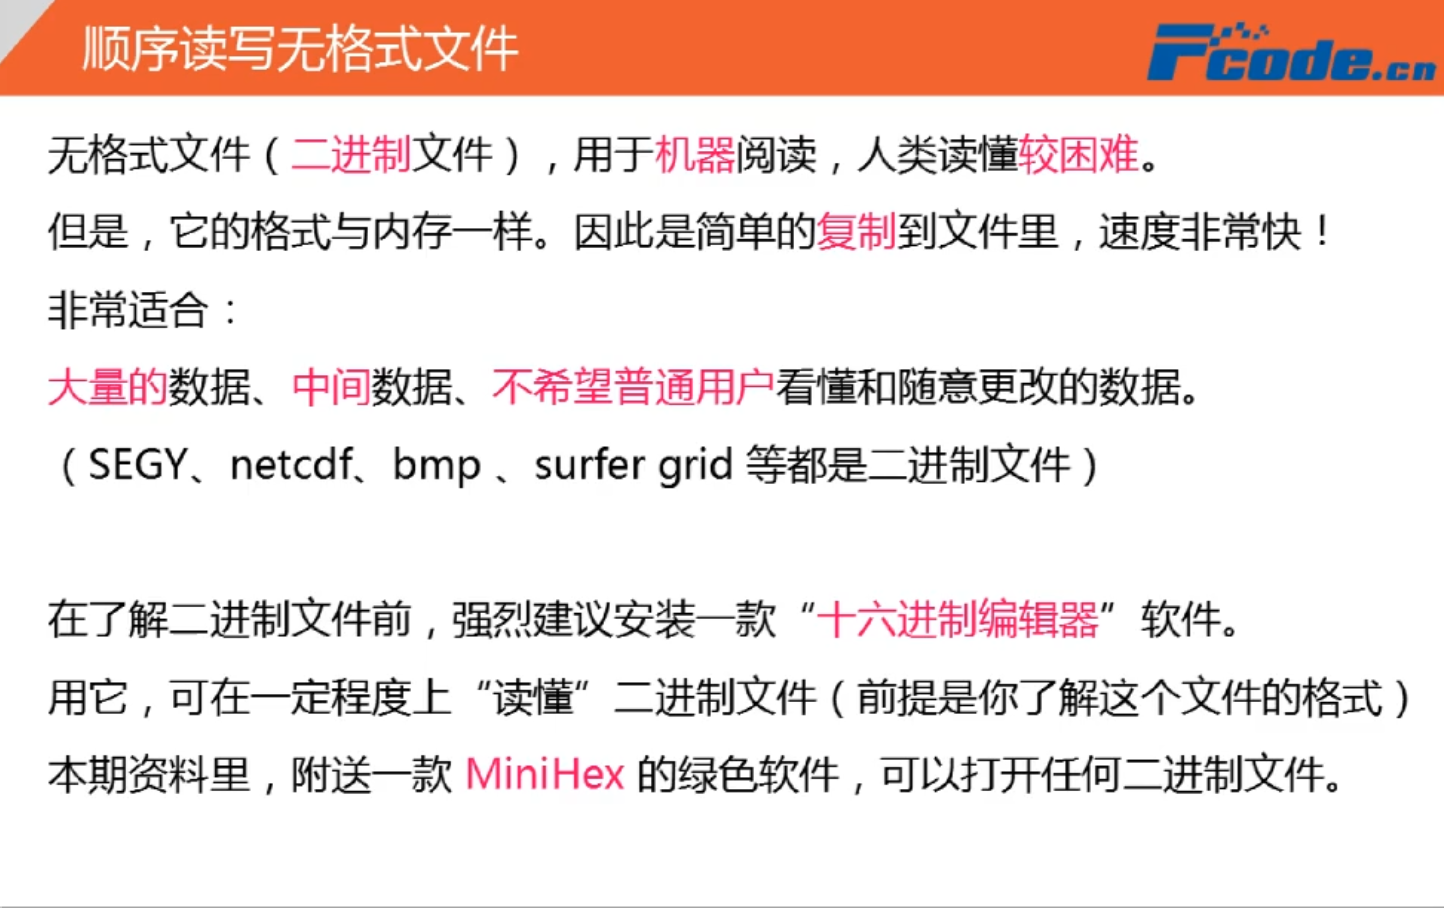 顺序读写无格式文件
Fcode.cn
无格式文件（二进制文件），用于机器阅读，人类读懂较困难。
但是，它的格式与内存一样。因此是简单的复制到文件里，速度非常快！
非常适合：
大量的数据、中间数据、不希望普通用户看懂和随意更改的数据。
（SEGY、netcdf、bmp 、surfer grid 等都是二进制文件）
在了解二进制文件前，强烈建议安装一款“十六进制编辑器”软件。
用它，可在一定程度上“读懂”二进制文件（前提是你了解这个文件的格式）
本期资料里，附送一款 MiniHex 的绿色软件，可以打开任何二进制文件。